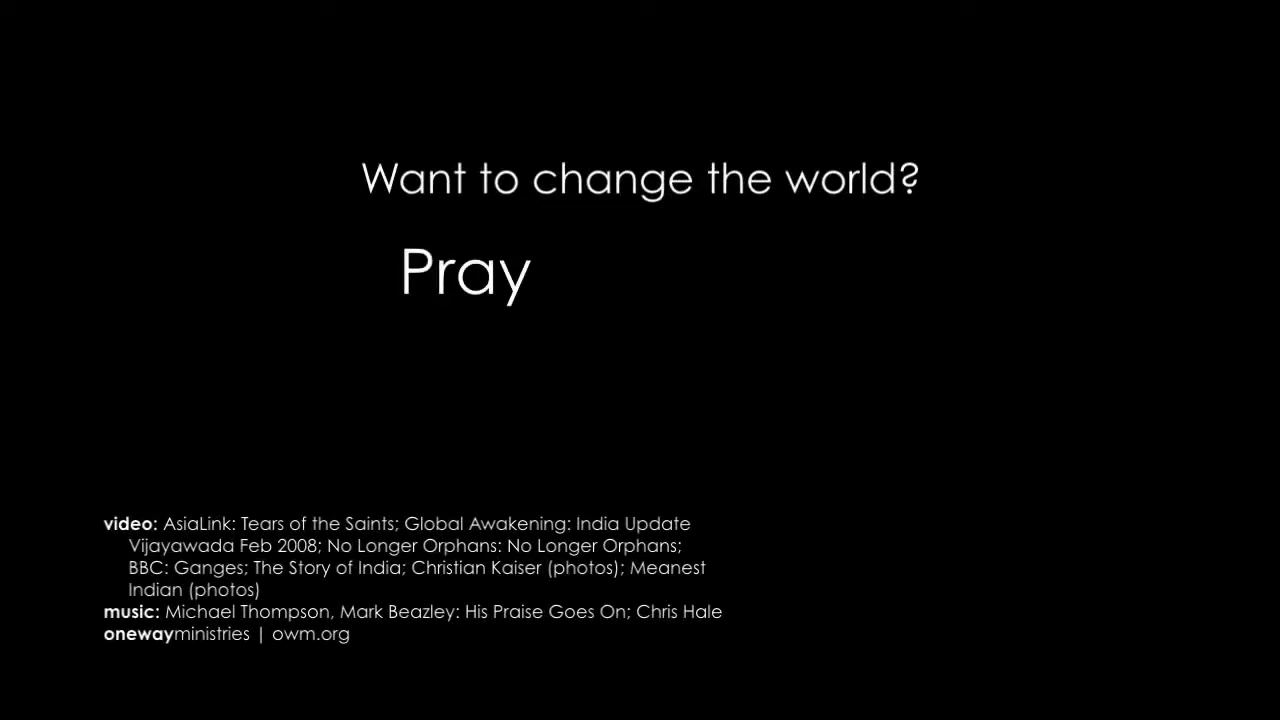 Want to change the world?
Pray
video: AsiaLink: Tears of the Saints; Global Awakening: India Update
Vijayawada Feb 2008; No Longer Orphans: No Longer Orphans;
BBC: Ganges; The Story of India; Christian Kaiser (photos); Meanest
Indian (photos)
music: Michael Thompson, Mark Beazley: His Praise Goes On; Chris Hale
onewayministries | owm.org